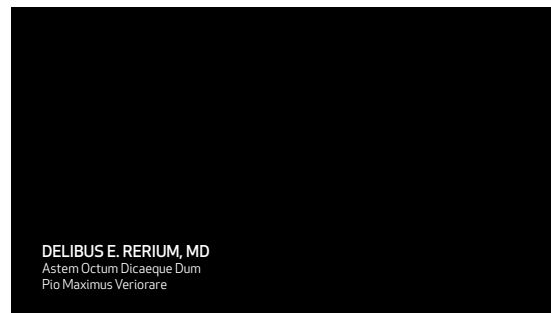 DELIBUS E. RERIUM, MD
Astem Octum Dicaeque Dum
Pio Maximus Veriorare